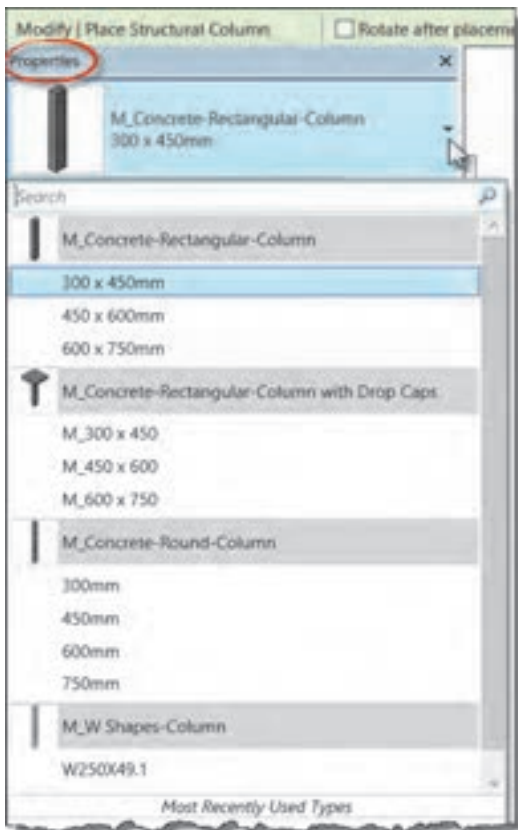 Modify | Place Structural Column
Rotate after placeme
Properties
M_Concrete-Rectangular-Column
300 x 450mm
Search
M_Concrete-Rectangular-Column
300 x 450mm
450 x 600mm
600 x 750mm
M_Concrete-Rectangular-Column with Drop Caps
M_300 x 450
M_450 x 600
M_600 x 750
M_Concrete-Round-Column
300mm
450mm
600mm
750mm
M_W Shapes-Column
W250X49.1
Most Recently Used Types